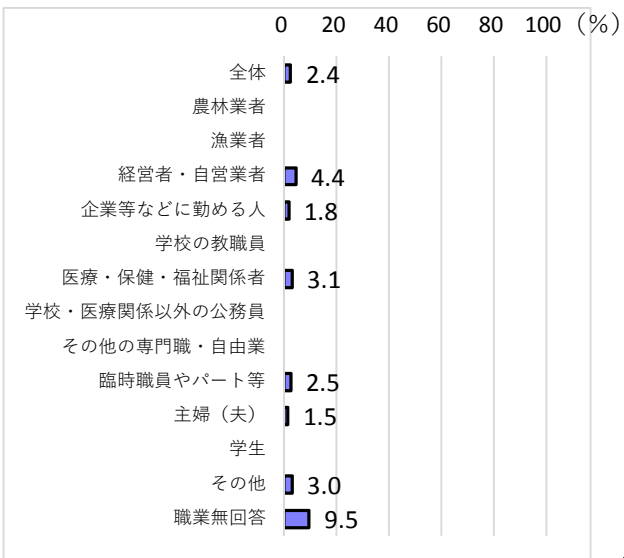 0 20 40 60 80 100 (%)
全体 2.4
農林業者
漁業者
経営者・自営業者 4.4
企業等などに勤める人 1.8
学校の教職員
医療・保健・福祉関係者 3.1
学校・医療関係以外の公務員
その他の専門職・自由業
臨時職員やパート等 2.5
主婦（夫） 1.5
学生
その他 3.0
職業無回答 9.5